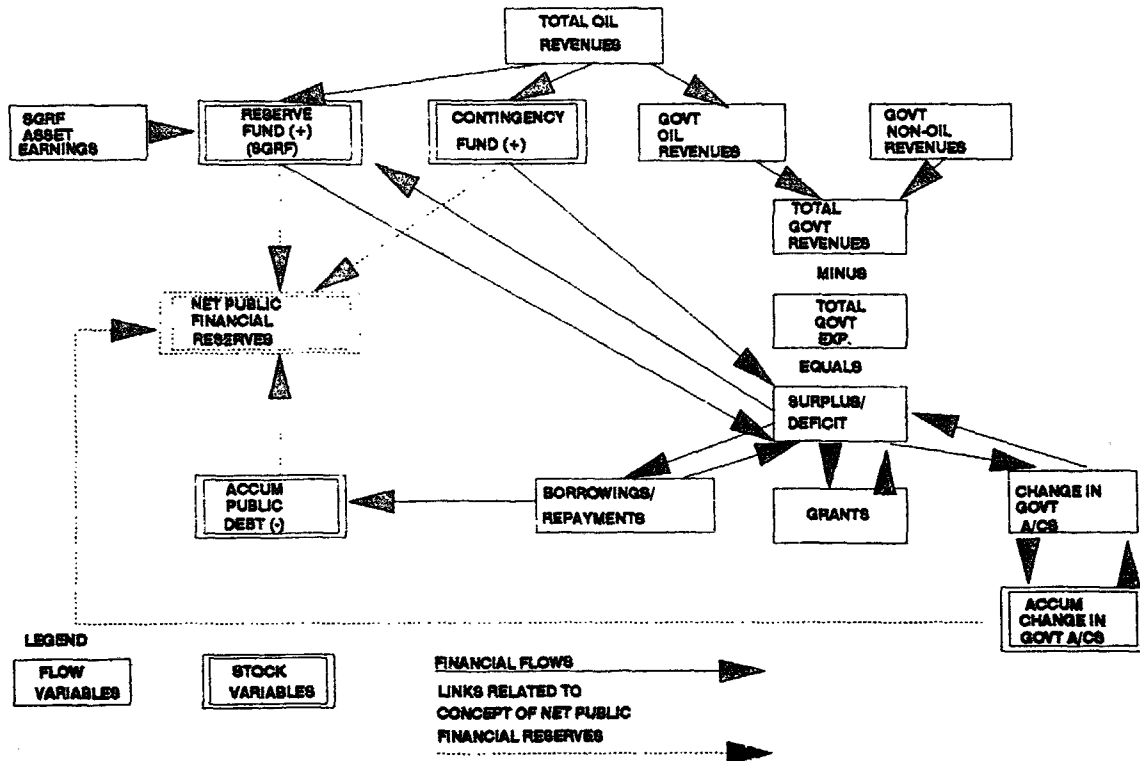 TOTAL OIL
REVENUES
SGRF
ASSET
EARNINGS
RESERVE
FUND (+)
(SGRF)
CONTINGENCY
FUND (+)
GOVT
OIL
REVENUES
GOVT
NON-OIL
REVENUES
TOTAL
GOVT
REVENUES
MINUS
NET PUBLIC
FINANCIAL
RESERVES
TOTAL
GOVT
EXP.
EQUALS
SURPLUS/
DEFICIT
ACCUM
PUBLIC
DEBT (-)
BORROWINGS/
REPAYMENTS
GRANTS
CHANGE IN
GOVT
A/CS
ACCUM
CHANGE IN
GOVT A/CS
LEGEND
FLOW
VARIABLES
STOCK
VARIABLES
FINANCIAL FLOWS
LINKS RELATED TO
CONCEPT OF NET PUBLIC
FINANCIAL RESERVES